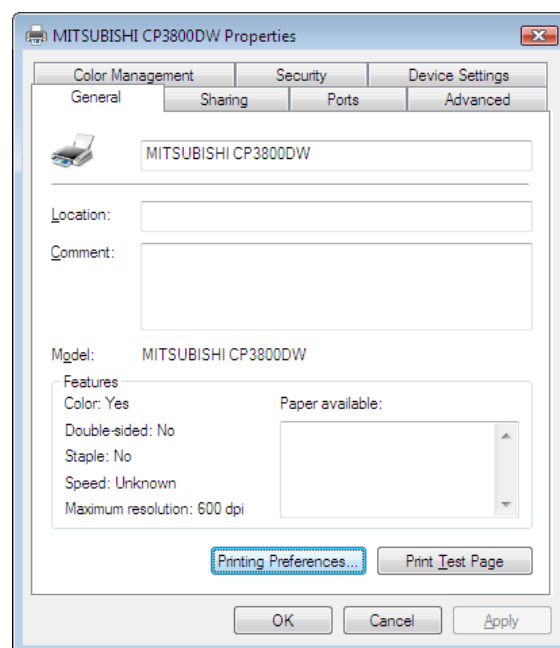 MITSUBISHI CP3800DW Properties
Color Management Security Device Settings
General Sharing Ports Advanced
MITSUBISHI CP3800DW
Location:
Comment:
Model: MITSUBISHI CP3800DW
Features
Color: Yes Paper available:
Double-sided: No
Staple: No
Speed: Unknown
Maximum resolution: 600 dpi
Printing Preferences... Print Test Page
OK Cancel Apply